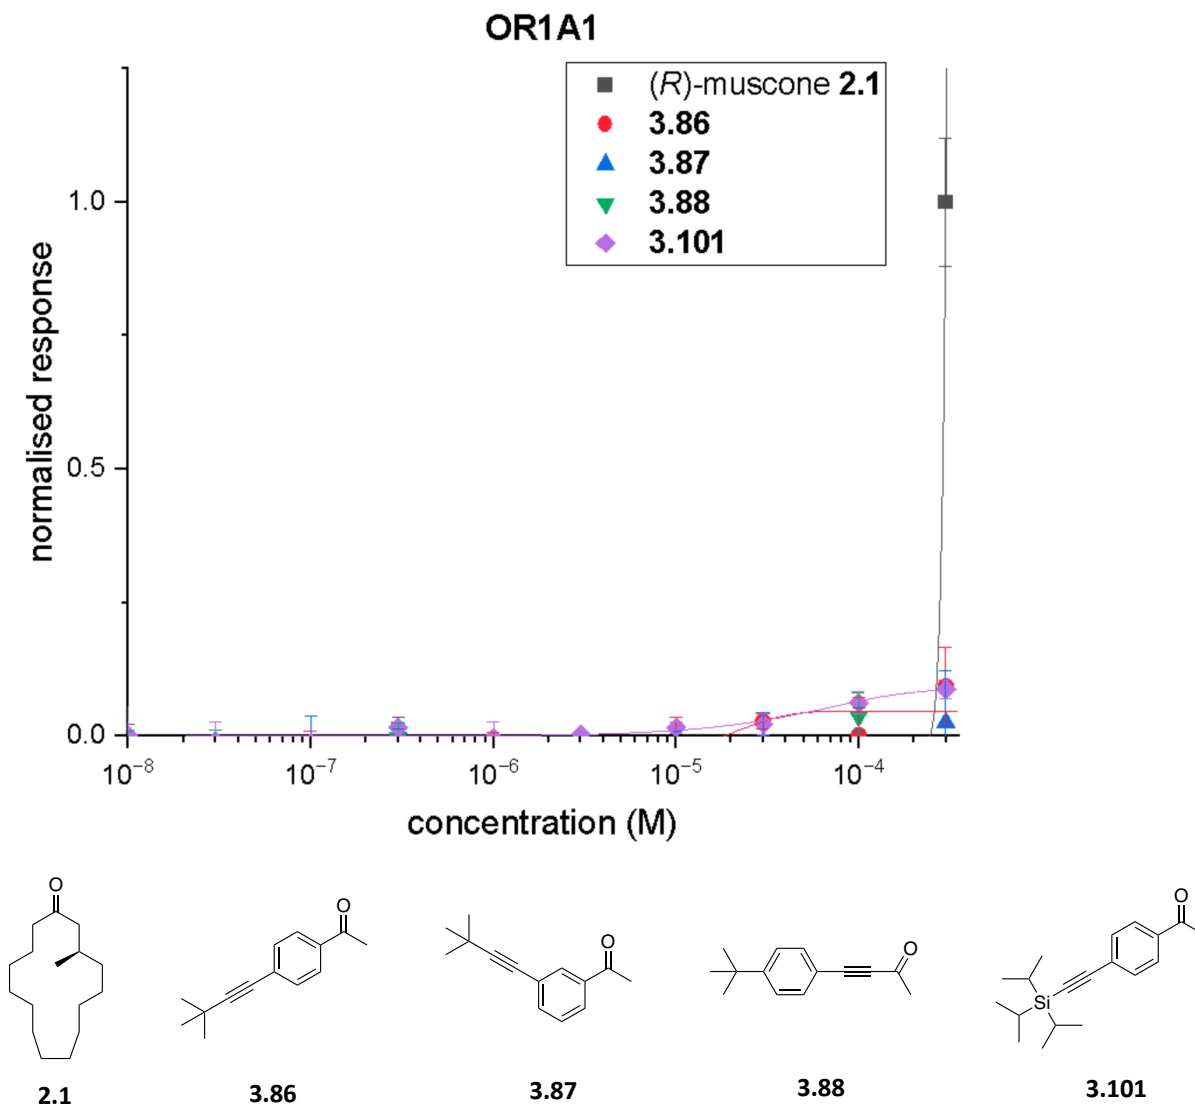 OR1A1
(R)-muscone 2.1
3.86
3.87
3.88
3.101
1.0
0.5
0.0
normalised response
10⁻⁸ 10⁻⁷ 10⁻⁶ 10⁻⁵ 10⁻⁴
concentration (M)
O
O
O
O
O
Si
2.1 3.86 3.87 3.88 3.101